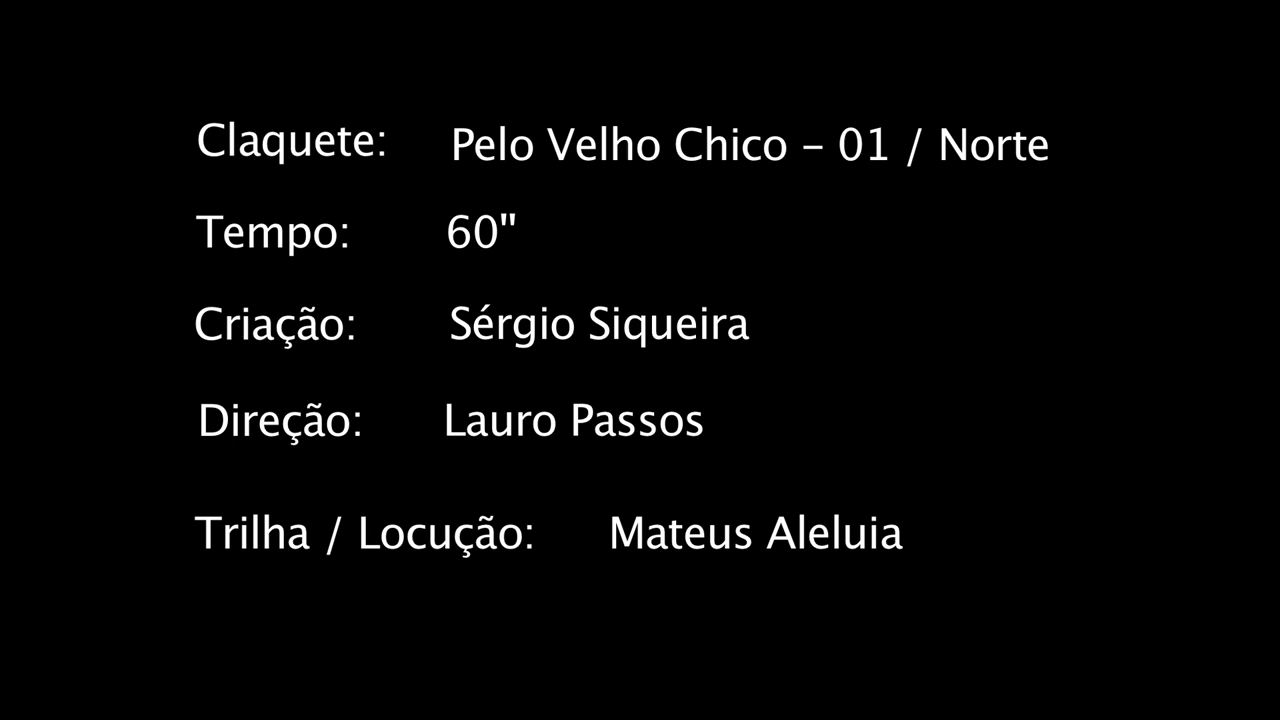 Claquete: Pelo Velho Chico – 01 / Norte
Tempo: 60"
Criação: Sérgio Siqueira
Direção: Lauro Passos
Trilha / Locução: Mateus Aleluia